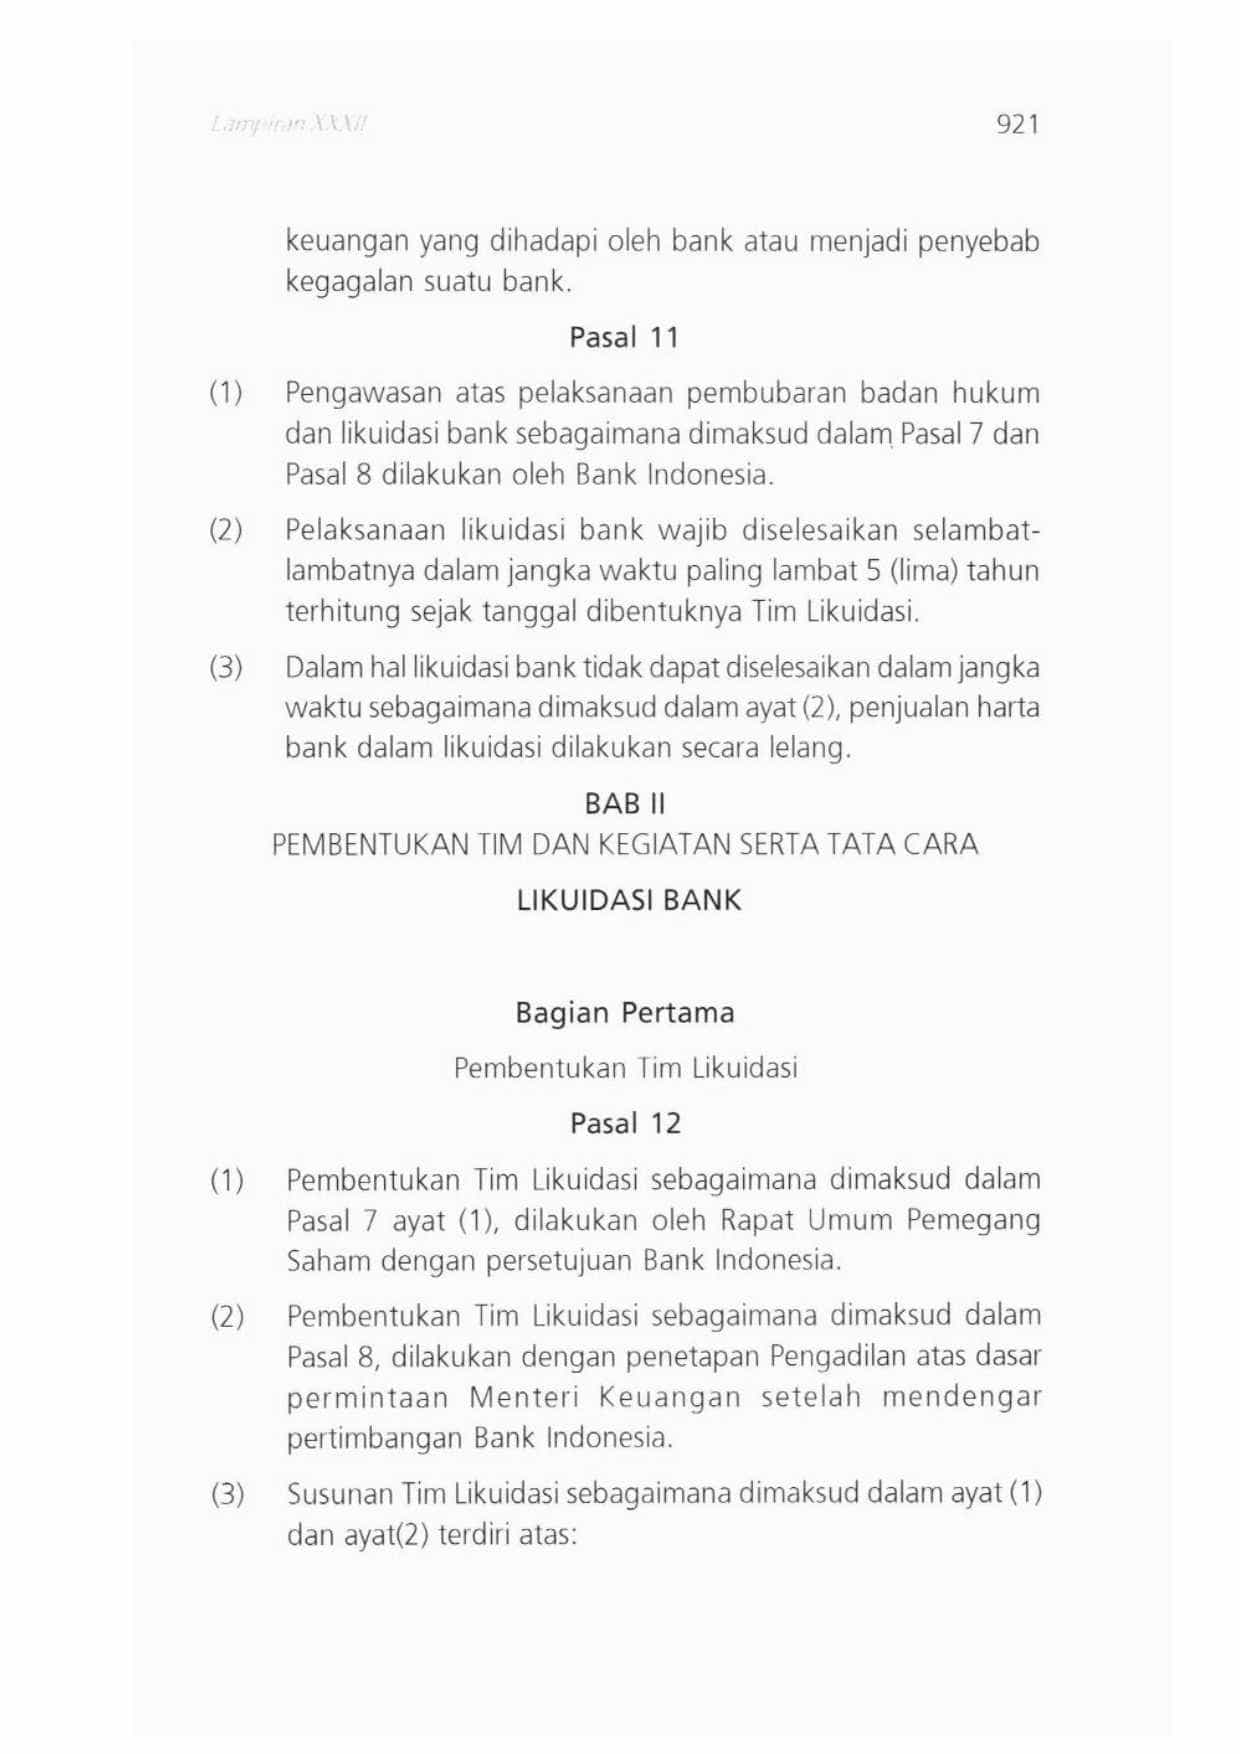 Lampiran XXXII
921
keuangan yang dihadapi oleh bank atau menjadi penyebab
kegagalan suatu bank.
Pasal 11
(1) Pengawasan atas pelaksanaan pembubaran badan hukum
dan likuidasi bank sebagaimana dimaksud dalam Pasal 7 dan
Pasal 8 dilakukan oleh Bank Indonesia.
(2) Pelaksanaan likuidasi bank wajib diselesaikan selambat-
lambatnya dalam jangka waktu paling lambat 5 (lima) tahun
terhitung sejak tanggal dibentuknya Tim Likuidasi.
(3) Dalam hal likuidasi bank tidak dapat diselesaikan dalam jangka
waktu sebagaimana dimaksud dalam ayat (2), penjualan harta
bank dalam likuidasi dilakukan secara lelang.
BAB II
PEMBENTUKAN TIM DAN KEGIATAN SERTA TATA CARA
LIKUIDASI BANK
Bagian Pertama
Pembentukan Tim Likuidasi
Pasal 12
(1) Pembentukan Tim Likuidasi sebagaimana dimaksud dalam
Pasal 7 ayat (1), dilakukan oleh Rapat Umum Pemegang
Saham dengan persetujuan Bank Indonesia.
(2) Pembentukan Tim Likuidasi sebagaimana dimaksud dalam
Pasal 8, dilakukan dengan penetapan Pengadilan atas dasar
permintaan Menteri Keuangan setelah mendengar
pertimbangan Bank Indonesia.
(3) Susunan Tim Likuidasi sebagaimana dimaksud dalam ayat (1)
dan ayat(2) terdiri atas: